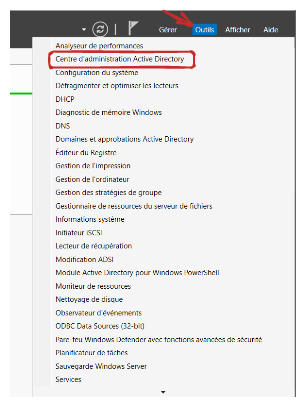 Gérer Outils Afficher Aide
Analyseur de performances
Centre d'administration Active Directory
Configuration du système
Défragmenter et optimiser les lecteurs
DHCP
Diagnostic de mémoire Windows
DNS
Domaines et approbations Active Directory
Éditeur du Registre
Gestion de l'impression
Gestion de l'ordinateur
Gestion des stratégies de groupe
Gestionnaire de ressources du serveur de fichiers
Informations système
Initiateur iSCSI
Lecteur de récupération
Modification ADSI
Module Active Directory pour Windows PowerShell
Moniteur de ressources
Nettoyage de disque
Observateur d'événements
ODBC Data Sources (32-bit)
Pare-feu Windows Defender avec fonctions avancées de sécurité
Planificateur de tâches
Sauvegarde Windows Server
Services